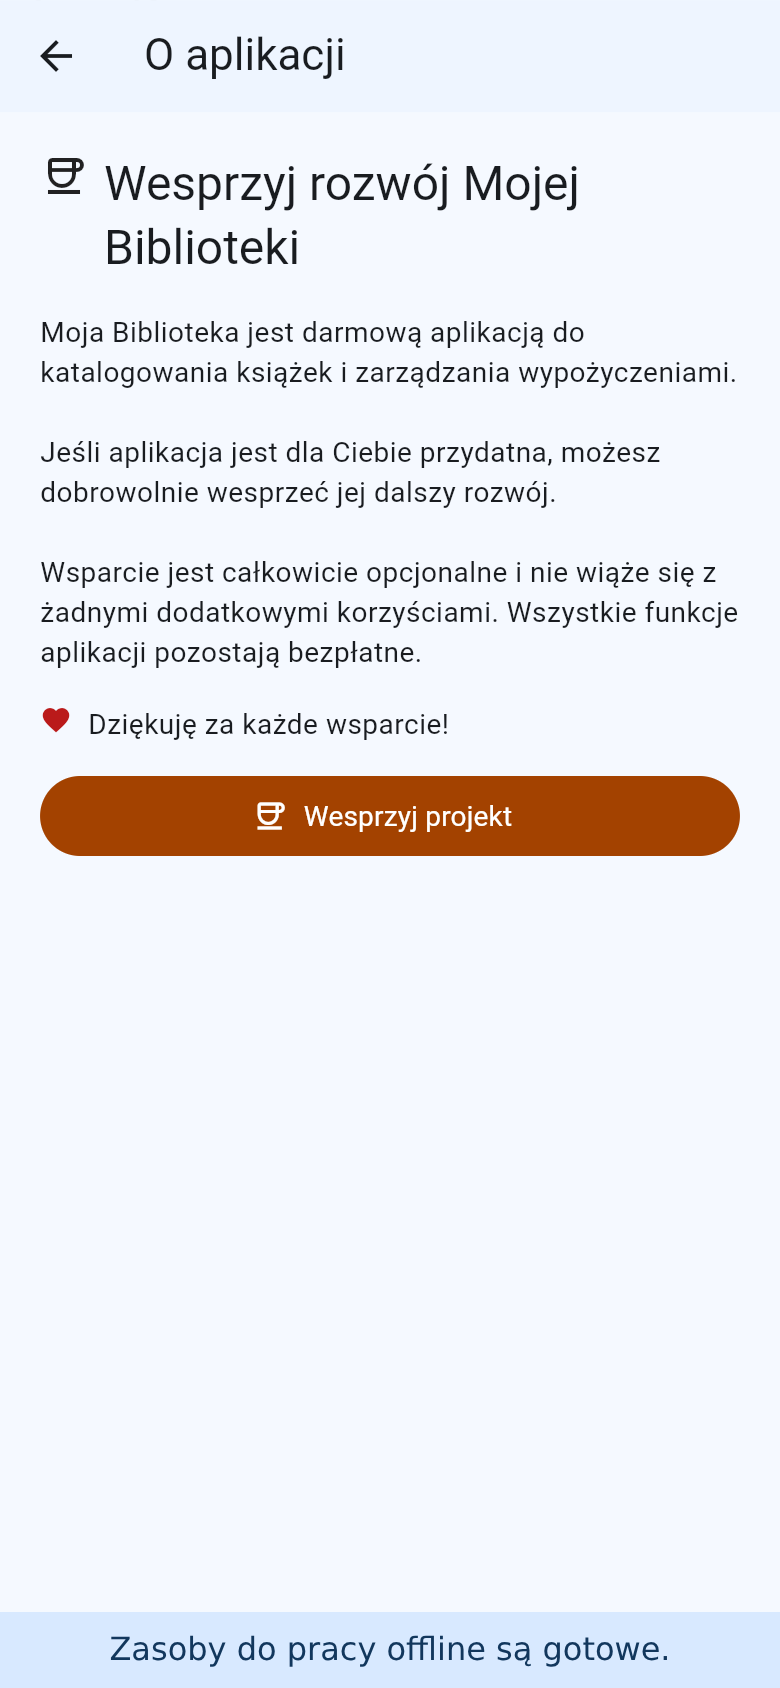 O aplikacji
Wesprzyj rozwój Mojej
Biblioteki
Moja Biblioteka jest darmową aplikacją do
katalogowania książek i zarządzania wypożyczeniami.
Jeśli aplikacja jest dla Ciebie przydatna, możesz
dobrowolnie wesprzeć jej dalszy rozwój.
Wsparcie jest całkowicie opcjonalne i nie wiąże się z
żadnymi dodatkowymi korzyściami. Wszystkie funkcje
aplikacji pozostają bezpłatne.
Dziękuję za każde wsparcie!
Wesprzyj projekt
Zasoby do pracy offline są gotowe.